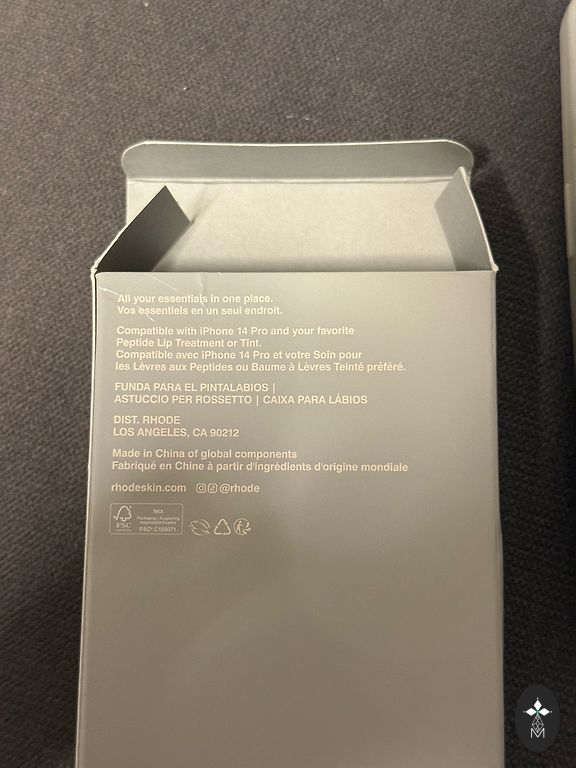 All your essentials in one place.
Vos essentiels en un seul endroit.
Compatible with iPhone 14 Pro and your favorite
Peptide Lip Treatment or Tint.
Compatible avec iPhone 14 Pro et votre Soin pour
les Lèvres aux Peptides ou Baume à Lèvres Teinté préféré.
FUNDA PARA EL PINTALABIOS |
ASTUCCIO PER ROSSETTO | CAIXA PARA LÁBIOS
DIST. RHODE
LOS ANGELES, CA 90212
Made in China of global components
Fabriqué en Chine à partir d'ingrédients d'origine mondiale
rhodeskin.com @rhode
FSC
MIX
Packaging | Supporting
responsible forestry
M